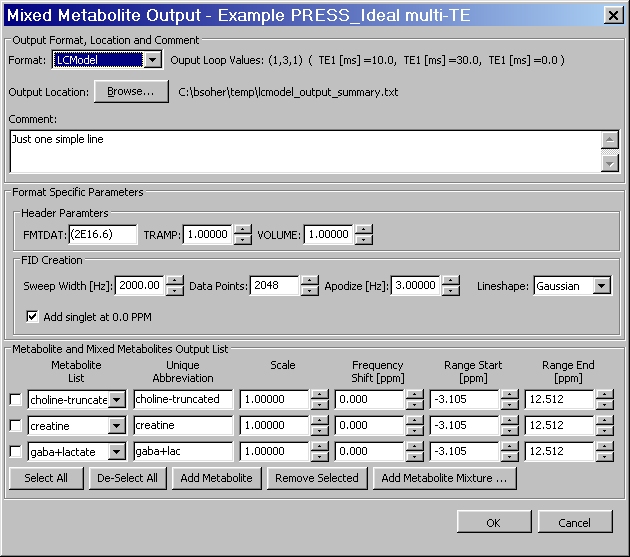 Mixed Metabolite Output - Example PRESS_Ideal multi-TE
Output Format, Location and Comment
Format: LCModel Ouput Loop Values: (1,3,1) ( TE1 [ms] =10.0, TE1 [ms] =30.0, TE1 [ms] =0.0 )
Output Location: Browse... C:\bsoher\temp\lcmodel_output_summary.txt
Comment:
Just one simple line
Format Specific Parameters
Header Paramters
FMTDAT: (2E16.6) TRAMP: 1.00000 VOLUME: 1.00000
FID Creation
Sweep Width [Hz]: 2000.00 Data Points: 2048 Apodize [Hz]: 3.00000 Lineshape: Gaussian
Add singlet at 0.0 PPM
Metabolite and Mixed Metabolites Output List
Metabolite Unique Scale Frequency Range Start Range End
List Abbreviation Shift [ppm] [ppm] [ppm]
choline-truncate choline-truncated 1.00000 0.000 -3.105 12.512
creatine creatine 1.00000 0.000 -3.105 12.512
gaba+lactate gaba+lac 1.00000 0.000 -3.105 12.512
Select All De-Select All Add Metabolite Remove Selected Add Metabolite Mixture ...
OK Cancel